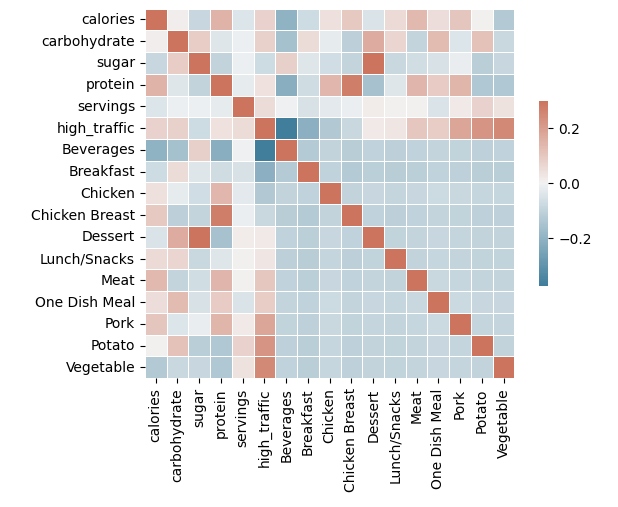 calories
carbohydrate
sugar
protein
servings
high_traffic
Beverages
Breakfast
Chicken
Chicken Breast
Dessert
Lunch/Snacks
Meat
One Dish Meal
Pork
Potato
Vegetable
calories
carbohydrate
sugar
protein
servings
high_traffic
Beverages
Breakfast
Chicken
Chicken Breast
Dessert
Lunch/Snacks
Meat
One Dish Meal
Pork
Potato
Vegetable
0.2
0.0
−0.2